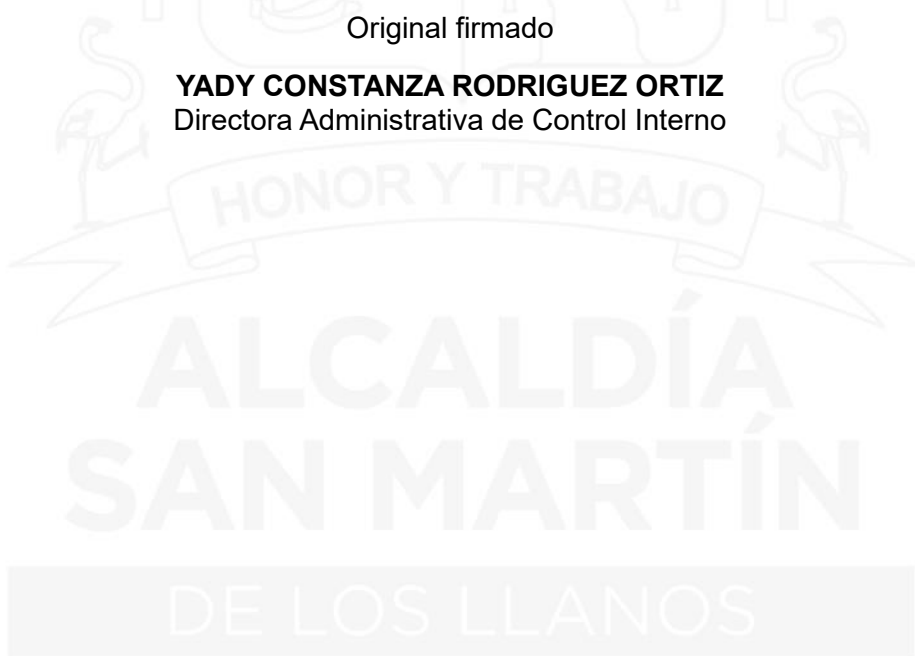 Original firmado
YADY CONSTANZA RODRIGUEZ ORTIZ
Directora Administrativa de Control Interno
HONOR Y TRABAJO
ALCALDÍA
SAN MARTÍN
DE LOS LLANOS